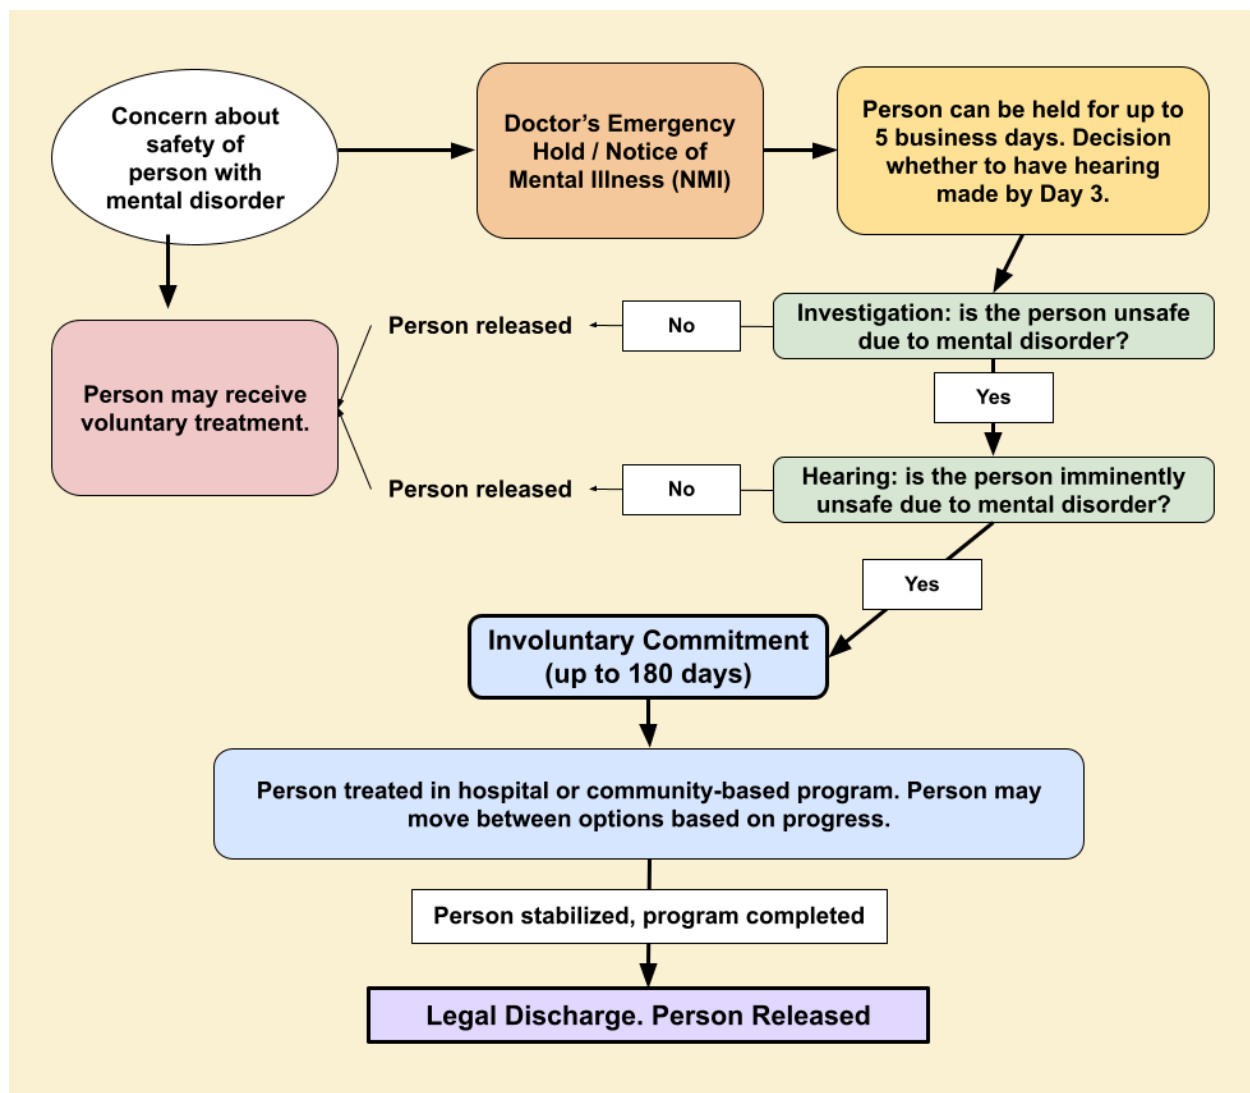 Concern about
safety of
person with
mental disorder
Doctor’s Emergency
Hold / Notice of
Mental Illness (NMI)
Person can be held for up to
5 business days. Decision
whether to have hearing
made by Day 3.
Investigation: is the person unsafe
due to mental disorder?
No
Person released
Person may receive
voluntary treatment.
Yes
Hearing: is the person imminently
unsafe due to mental disorder?
No
Person released
Yes
Involuntary Commitment
(up to 180 days)
Person treated in hospital or community-based program. Person may
move between options based on progress.
Person stabilized, program completed
Legal Discharge. Person Released